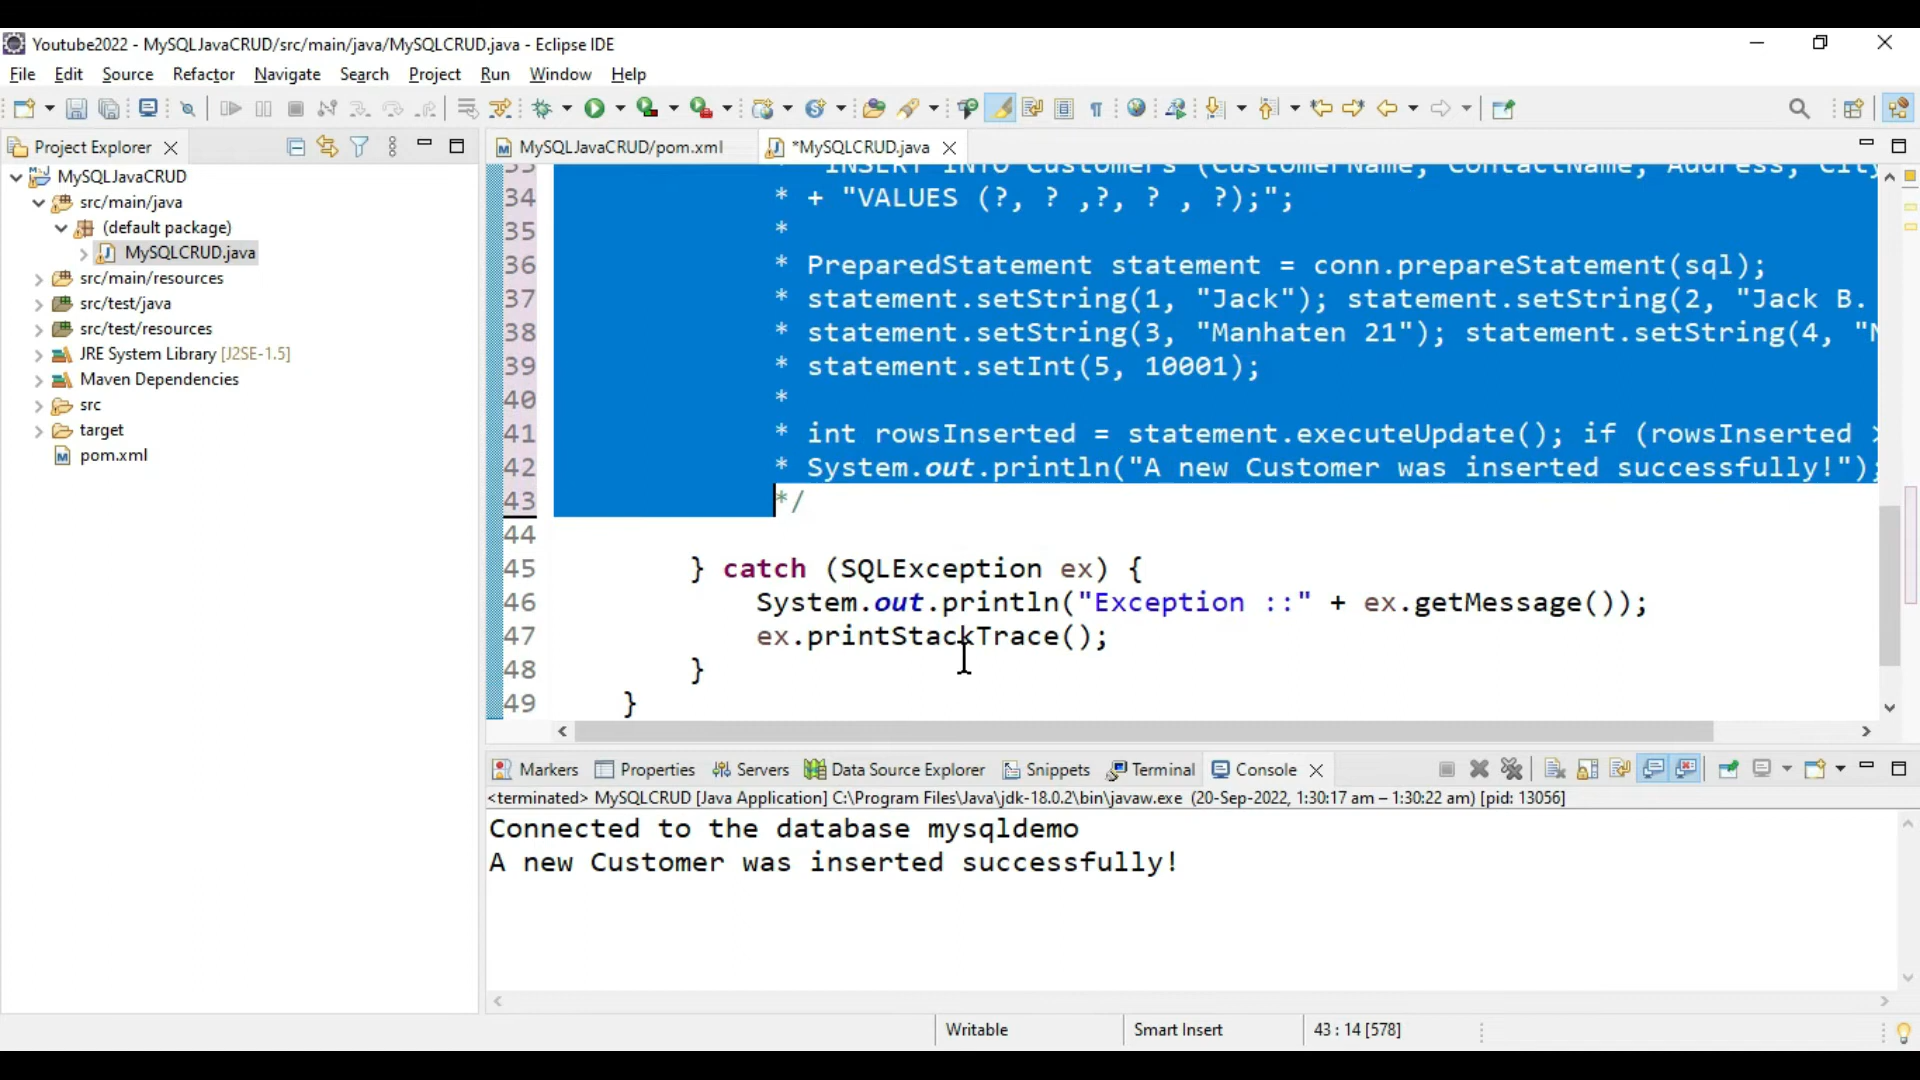 Youtube2022 - MySQLJavaCRUD/src/main/java/MySQLCRUD.java - Eclipse IDE
File Edit Source Refactor Navigate Search Project Run Window Help
Project Explorer
MySQLJavaCRUD
src/main/java
(default package)
MySQLCRUD.java
src/main/resources
src/test/java
src/test/resources
JRE System Library [J2SE-1.5]
Maven Dependencies
src
target
pom.xml
MySQLJavaCRUD/pom.xml *MySQLCRUD.java
33 "INSERT INTO Customers (CustomerName, ContactName, Address, City
34 * + "VALUES (?, ? ,?, ? , ?);";
35 *
36 * PreparedStatement statement = conn.prepareStatement(sql);
37 * statement.setString(1, "Jack"); statement.setString(2, "Jack B.
38 * statement.setString(3, "Manhaten 21"); statement.setString(4, "N
39 * statement.setInt(5, 10001);
40 *
41 * int rowsInserted = statement.executeUpdate(); if (rowsInserted >
42 * System.out.println("A new Customer was inserted successfully!");
43 */
44
45 } catch (SQLException ex) {
46 System.out.println("Exception ::" + ex.getMessage());
47 ex.printStackTrace();
48 }
49 }
Markers Properties Servers Data Source Explorer Snippets Terminal Console
<terminated> MySQLCRUD [Java Application] C:\Program Files\Java\jdk-18.0.2\bin\javaw.exe (20-Sep-2022, 1:30:17 am – 1:30:22 am) [pid: 13056]
Connected to the database mysqldemo
A new Customer was inserted successfully!
Writable Smart Insert 43 : 14 [578]